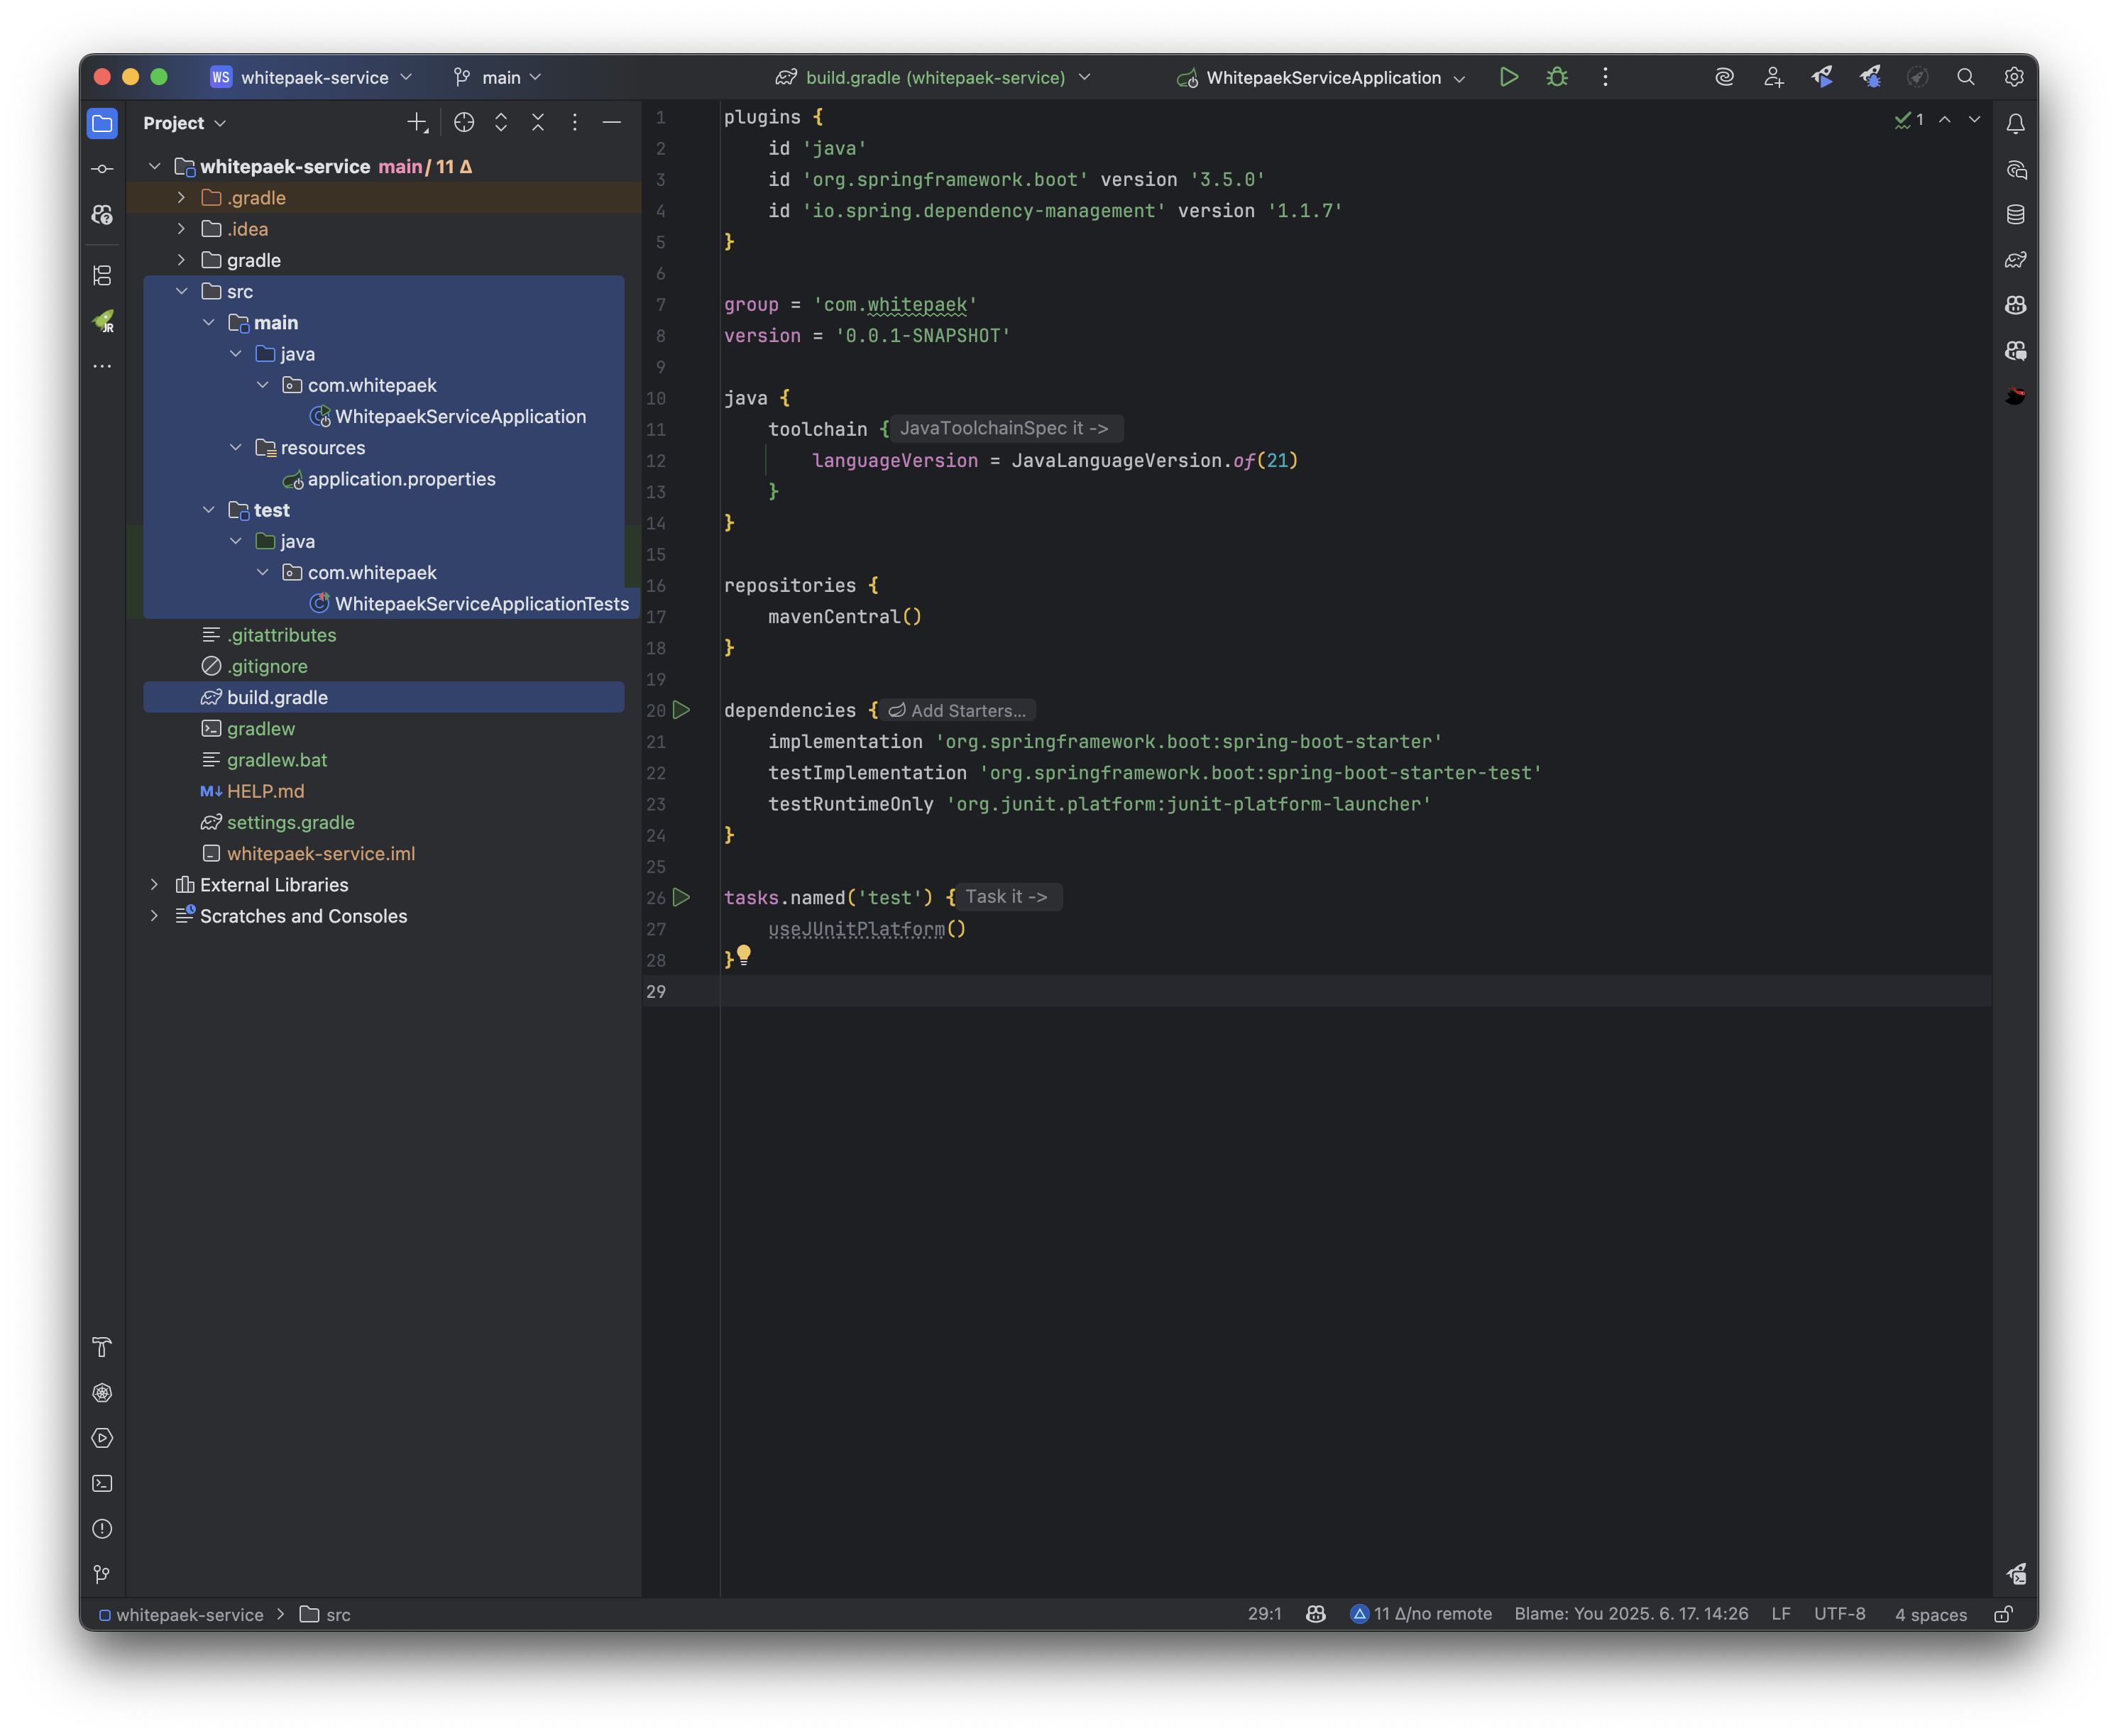 WS whitepaek-service
main
build.gradle (whitepaek-service)
WhitepaekServiceApplication
Project
whitepaek-service main / 11 Δ
.gradle
.idea
gradle
src
main
java
com.whitepaek
WhitepaekServiceApplication
resources
application.properties
test
java
com.whitepaek
WhitepaekServiceApplicationTests
.gitattributes
.gitignore
build.gradle
gradlew
gradlew.bat
M↓ HELP.md
settings.gradle
whitepaek-service.iml
External Libraries
Scratches and Consoles
JR
1 plugins {
2 id 'java'
3 id 'org.springframework.boot' version '3.5.0'
4 id 'io.spring.dependency-management' version '1.1.7'
5 }
6
7 group = 'com.whitepaek'
8 version = '0.0.1-SNAPSHOT'
9
10 java {
11 toolchain { JavaToolchainSpec it ->
12 languageVersion = JavaLanguageVersion.of(21)
13 }
14 }
15
16 repositories {
17 mavenCentral()
18 }
19
20 dependencies { Add Starters...
21 implementation 'org.springframework.boot:spring-boot-starter'
22 testImplementation 'org.springframework.boot:spring-boot-starter-test'
23 testRuntimeOnly 'org.junit.platform:junit-platform-launcher'
24 }
25
26 tasks.named('test') { Task it ->
27 useJUnitPlatform()
28 }
29
1
whitepaek-service > src
29:1
11 Δ/no remote
Blame: You 2025. 6. 17. 14:26
LF
UTF-8
4 spaces